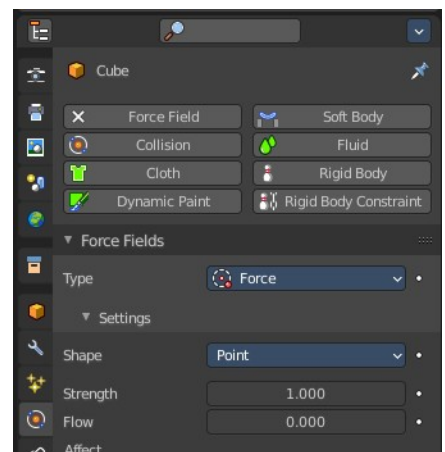 Cube
Force Field Soft Body
Collision Fluid
Cloth Rigid Body
Dynamic Paint Rigid Body Constraint
Force Fields
Type Force
Settings
Shape Point
Strength 1.000
Flow 0.000
Affect